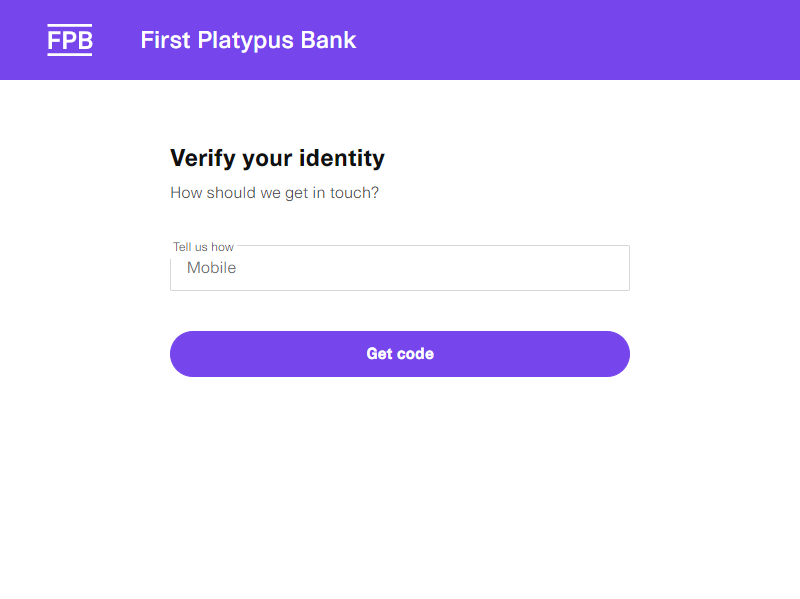 FPB
First Platypus Bank
Verify your identity
How should we get in touch?
Tell us how
Mobile
Get code